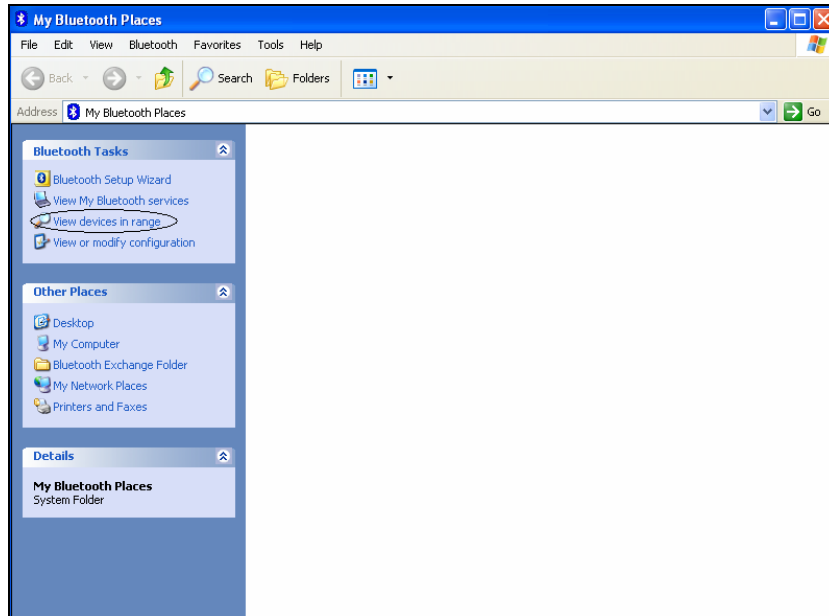 My Bluetooth Places
File Edit View Bluetooth Favorites Tools Help
Back Search Folders
Address My Bluetooth Places Go
Bluetooth Tasks
Bluetooth Setup Wizard
View My Bluetooth services
View devices in range
View or modify configuration
Other Places
Desktop
My Computer
Bluetooth Exchange Folder
My Network Places
Printers and Faxes
Details
My Bluetooth Places
System Folder